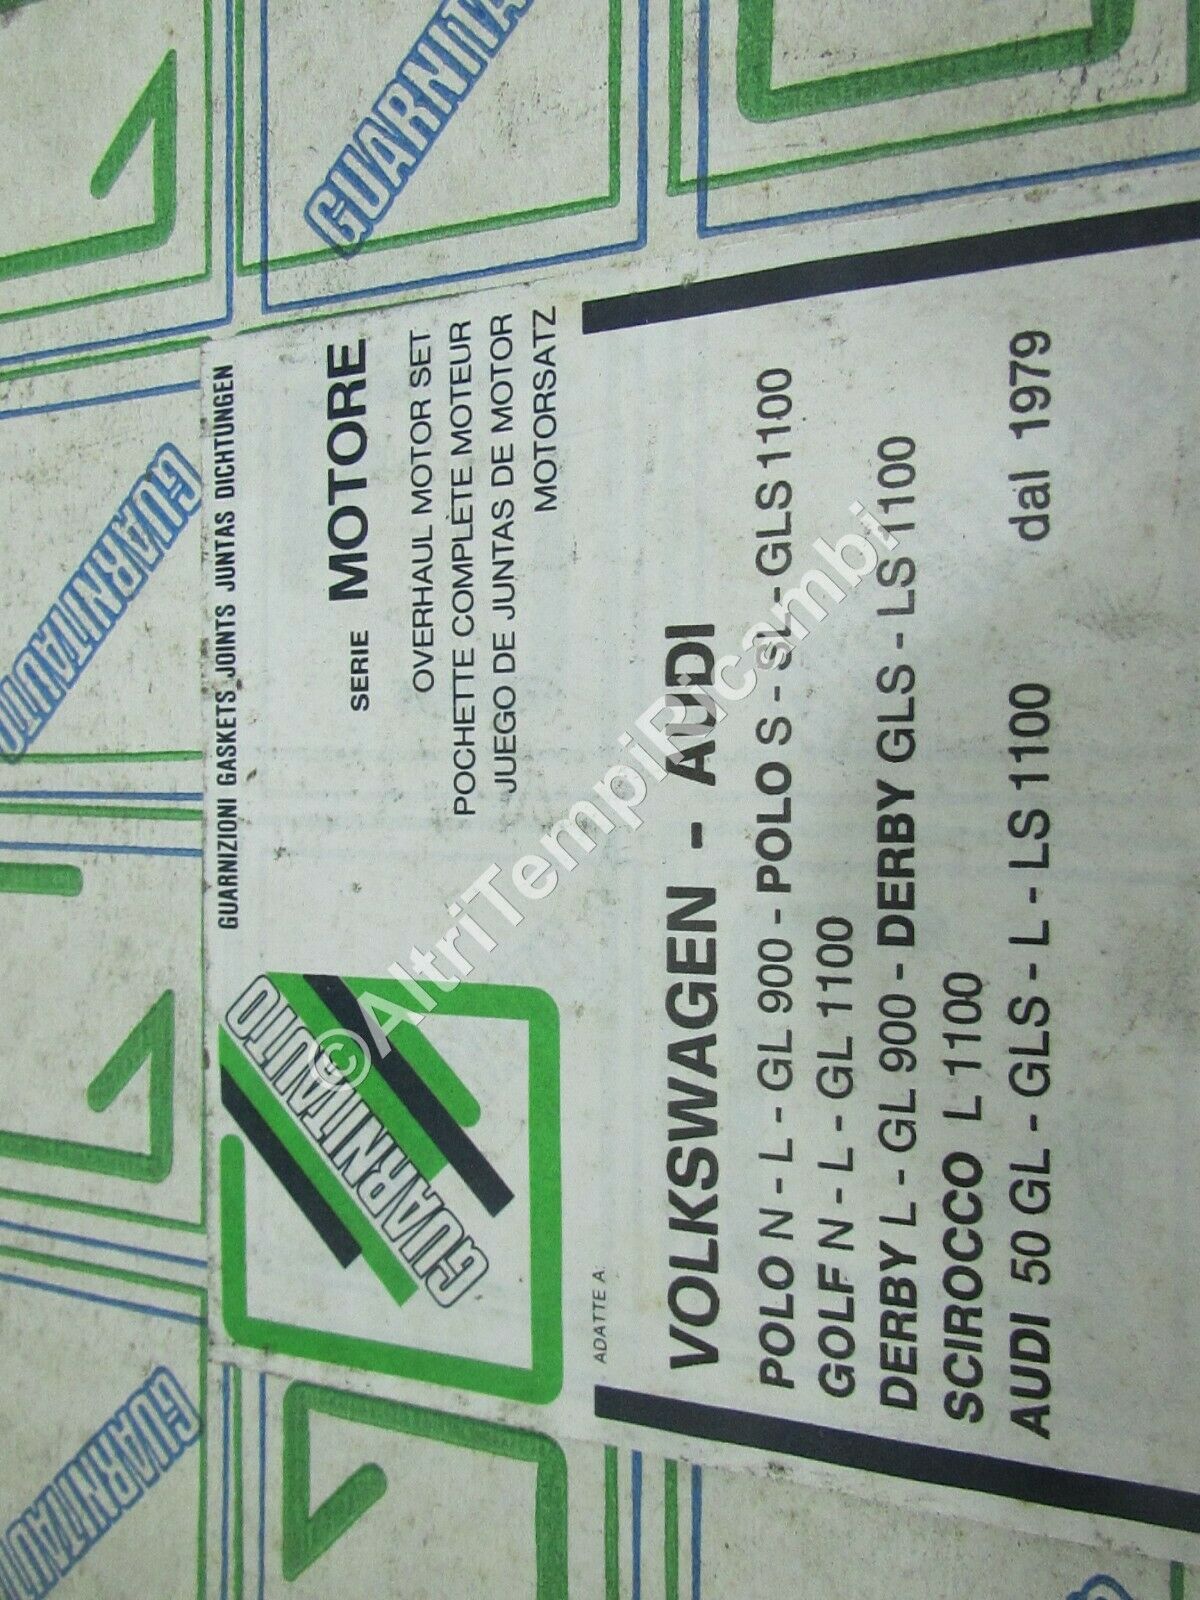 GUARNITAUTO
GUARNIZIONI GASKETS JOINTS JUNTAS DICHTUNGEN
SERIE MOTORE
OVERHAUL MOTOR SET
POCHETTE COMPLÈTE MOTEUR
JUEGO DE JUNTAS DE MOTOR
MOTORSATZ
ADATTE A.
VOLKSWAGEN - AUDI
POLO N - L - GL 900 - POLO S - SL - GLS 1100
GOLF N - L - GL 1100
DERBY L - GL 900 - DERBY GLS - LS 1100
SCIROCCO L 1100
AUDI 50 GL - GLS - L - LS 1100 dal 1979
©AltriTempiRicambi
GUARNITA
GUARNITAUTO
GUARNITAUT